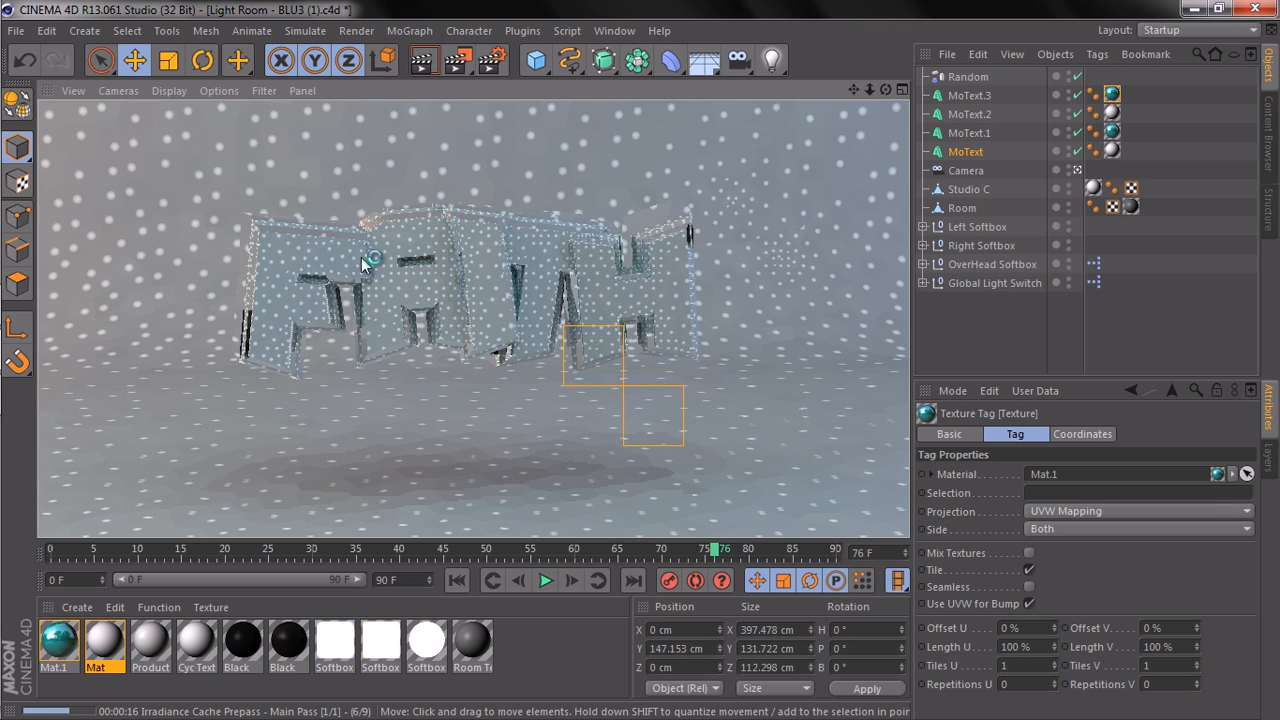 CINEMA 4D R13.061 Studio (32 Bit) - [Light Room - BLU3 (1).c4d *]
File Edit Create Select Tools Mesh Animate Simulate Render MoGraph Character Plugins Script Window Help
Layout: Startup
File Edit View Objects Tags Bookmark
View Cameras Display Options Filter Panel
Random
MoText.3
MoText.2
MoText.1
MoText
Camera
Studio C
Room
Left Softbox
Right Softbox
OverHead Softbox
Global Light Switch
Objects
Content Browser
Structure
Mode Edit User Data
Texture Tag [Texture]
Basic Tag Coordinates
Tag Properties
Material Mat.1
Selection
Projection UVW Mapping
Side Both
Mix Textures
Tile
Seamless
Use UVW for Bump
Offset U 0 % Offset V 0 %
Length U 100 % Length V 100 %
Tiles U 1 Tiles V 1
Repetitions U 0 Repetitions V 0
Attributes
Layers
0 5 10 15 20 25 30 35 40 45 50 55 60 65 70 75 76 80 85 90 76 F
0 F 0 F 90 F 90 F
Create Edit Function Texture
Mat.1 Mat Product Cyc Text Black Black Softbox Softbox Softbox Room Te
Position Size Rotation
X 0 cm X 397.478 cm H 0 °
Y 147.153 cm Y 131.722 cm P 0 °
Z 0 cm Z 112.298 cm B 0 °
Object (Rel) Size Apply
MAXON CINEMA 4D
00:00:16 Irradiance Cache Prepass - Main Pass [1/1] - (6/9) Move: Click and drag to move elements. Hold down SHIFT to quantize movement / add to the selection in poin